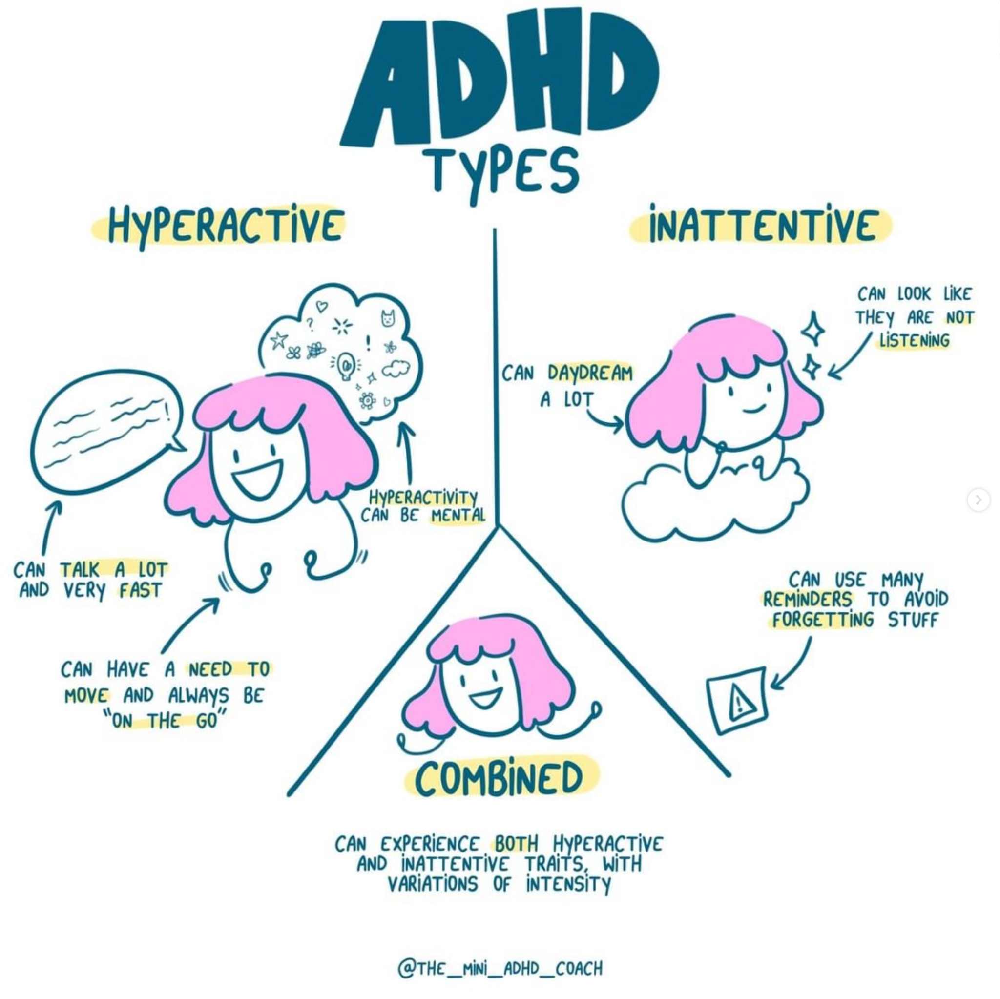 ADHD
TYPES
HYPERACTIVE
?
!
!
HYPERACTIVITY
CAN BE MENTAL
CAN TALK A LOT
AND VERY FAST
CAN HAVE A NEED TO
MOVE AND ALWAYS BE
"ON THE GO"
INATTENTIVE
CAN LOOK LIKE
THEY ARE NOT
LISTENING
CAN DAYDREAM
A LOT
CAN USE MANY
REMINDERS TO AVOID
FORGETTING STUFF
!
COMBINED
CAN EXPERIENCE BOTH HYPERACTIVE
AND INATTENTIVE TRAITS, WITH
VARIATIONS OF INTENSITY
@THE_MINI_ADHD_COACH